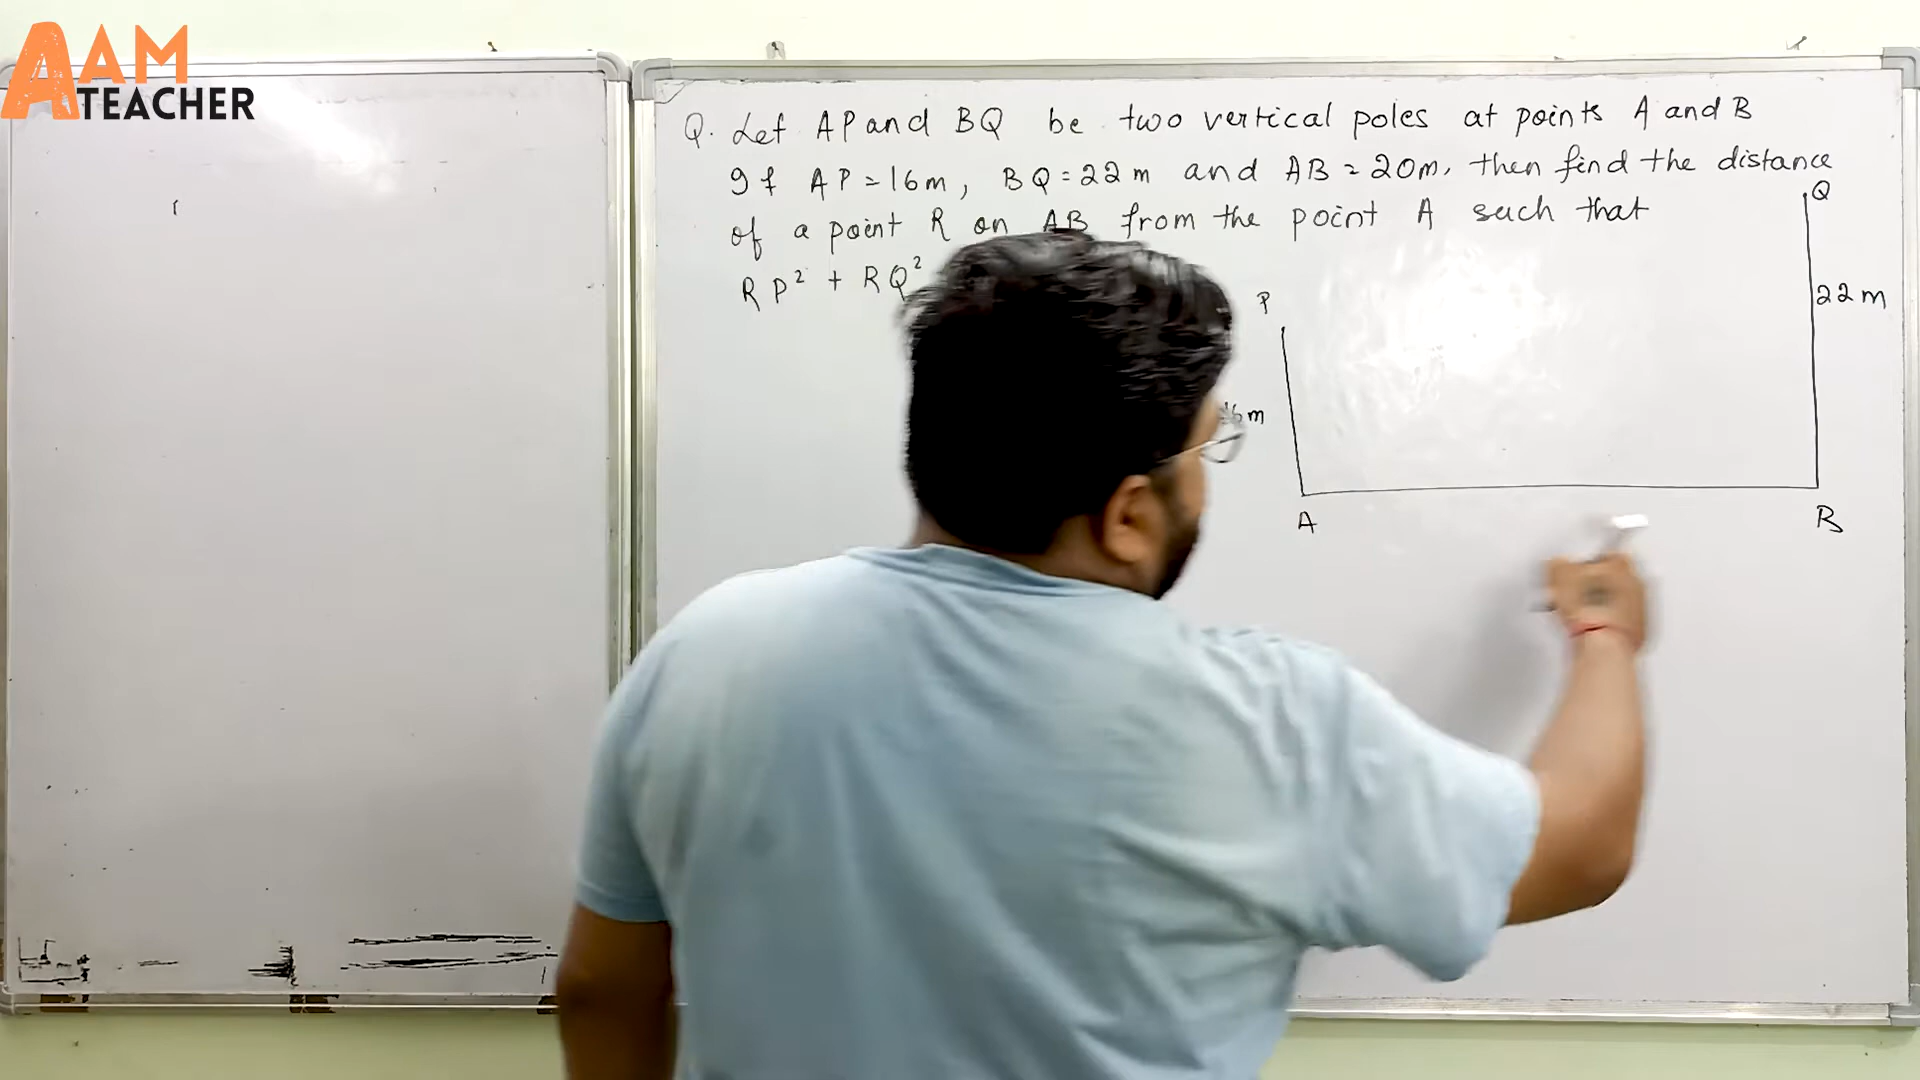 AAM
TEACHER
Q. Let AP and BQ be two vertical poles at points A and B
If AP = 16m, BQ = 22m and AB = 20m, then find the distance
of a point R on AB from the point A such that
RP² + RQ²
Q
P
22m
6m
A
B